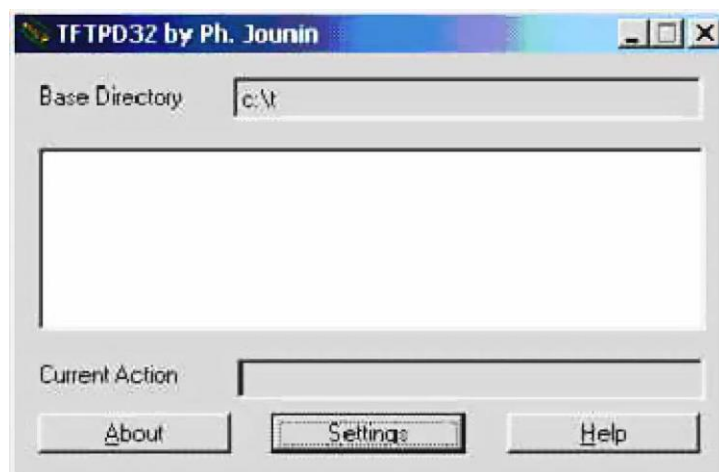 TFTPD32 by Ph. Jounin
Base Directory c:\t
Current Action
About Settings Help